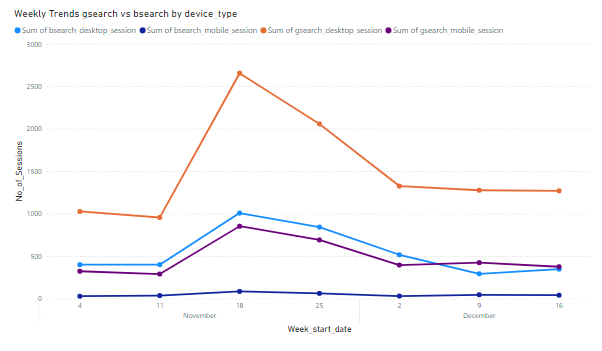 Weekly Trends gsearch vs bsearch by device_type
Sum of bsearch_desktop_session Sum of bsearch_mobile_session Sum of gsearch_desktop_session Sum of gsearch_mobile_session
3000
2500
2000
1500
1000
500
0
No_of_Sessions
4 11 18 25 2 9 16
November December
Week_start_date